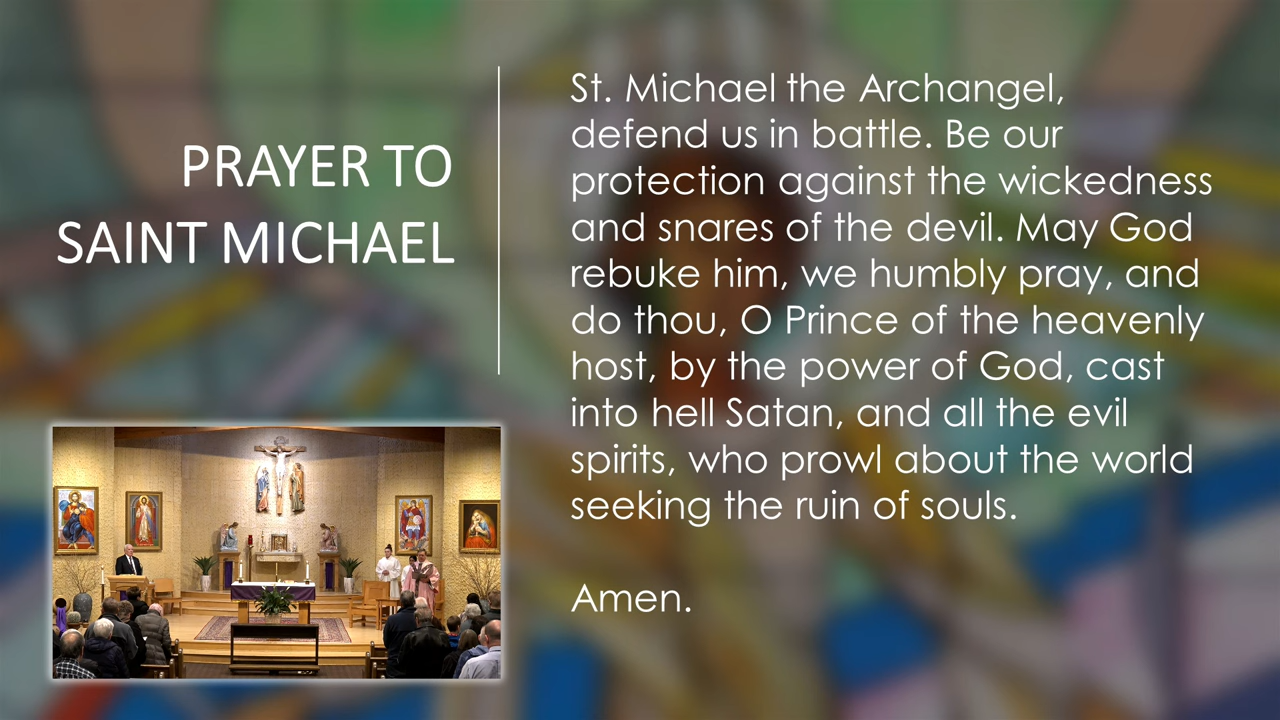 PRAYER TO
SAINT MICHAEL
St. Michael the Archangel,
defend us in battle. Be our
protection against the wickedness
and snares of the devil. May God
rebuke him, we humbly pray, and
do thou, O Prince of the heavenly
host, by the power of God, cast
into hell Satan, and all the evil
spirits, who prowl about the world
seeking the ruin of souls.
Amen.